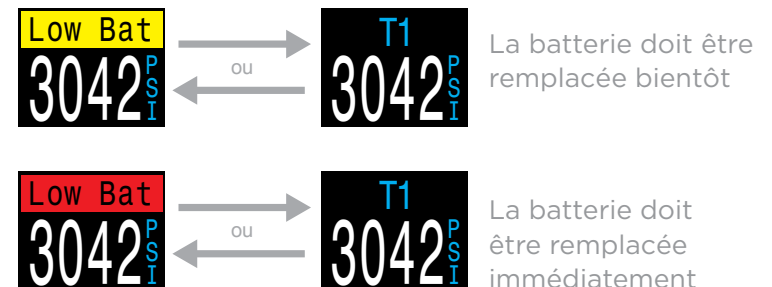 Low Bat
3042 PSI
ou
T1
3042 PSI
La batterie doit être
remplacée bientôt
Low Bat
3042 PSI
ou
T1
3042 PSI
La batterie doit
être remplacée
immédiatement